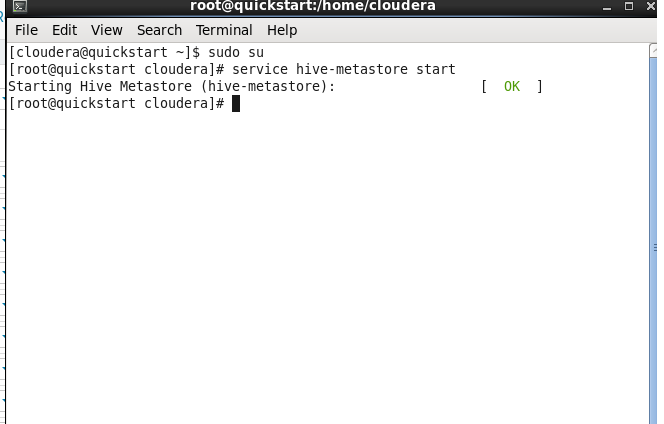 root@quickstart:/home/cloudera
File Edit View Search Terminal Help
[cloudera@quickstart ~]$ sudo su
[root@quickstart cloudera]# service hive-metastore start
Starting Hive Metastore (hive-metastore): [ OK ]
[root@quickstart cloudera]#